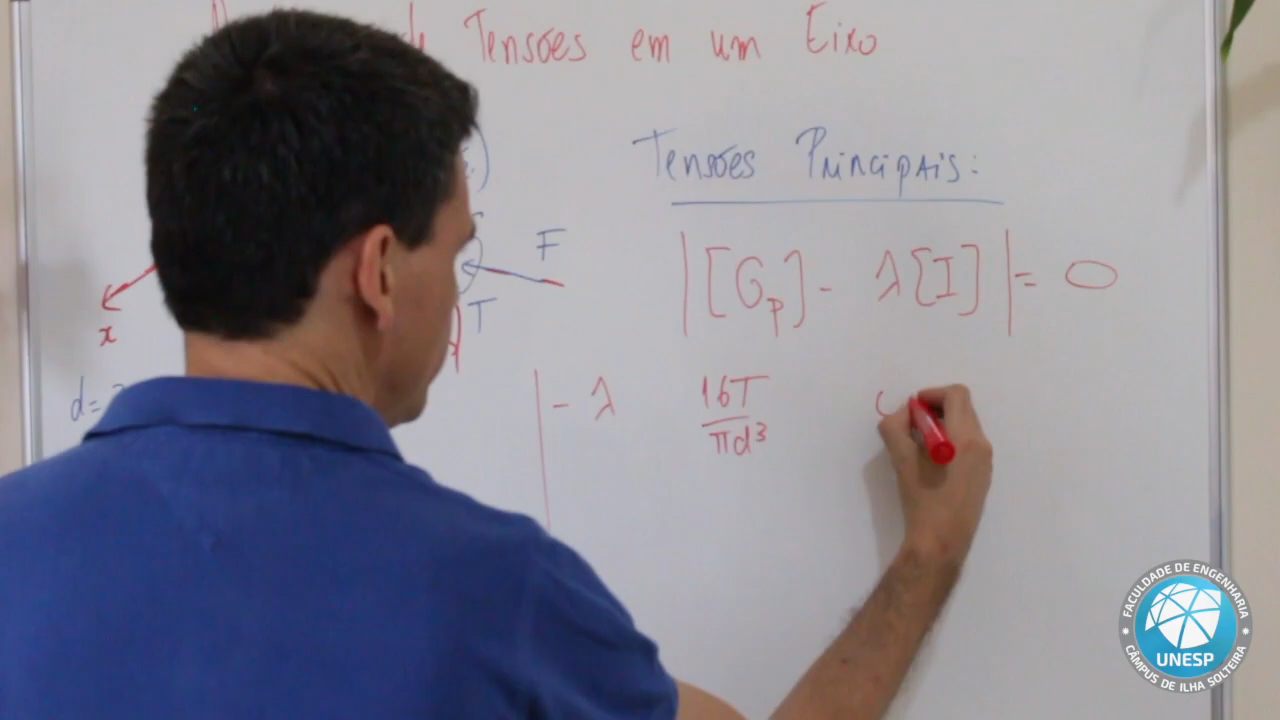 de Tensões em um Eixo
Tensões Principais:
|[σp] - λ[I]| = 0
F
T
x
d=
- λ 16T
πd³
FACULDADE DE ENGENHARIA
UNESP
CÂMPUS DE ILHA SOLTEIRA